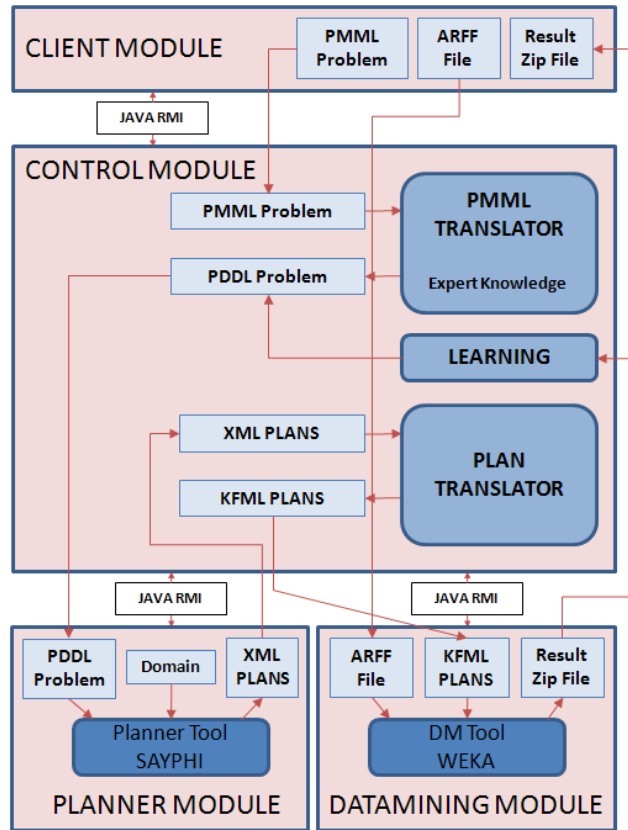 CLIENT MODULE
PMML
Problem
ARFF
File
Result
Zip File
JAVA RMI
CONTROL MODULE
PMML Problem
PMML
TRANSLATOR
Expert Knowledge
PDDL Problem
LEARNING
XML PLANS
PLAN
TRANSLATOR
KFML PLANS
JAVA RMI
JAVA RMI
PDDL
Problem
Domain
XML
PLANS
Planner Tool
SAYPHI
PLANNER MODULE
ARFF
File
KFML
PLANS
Result
Zip File
DM Tool
WEKA
DATAMINING MODULE